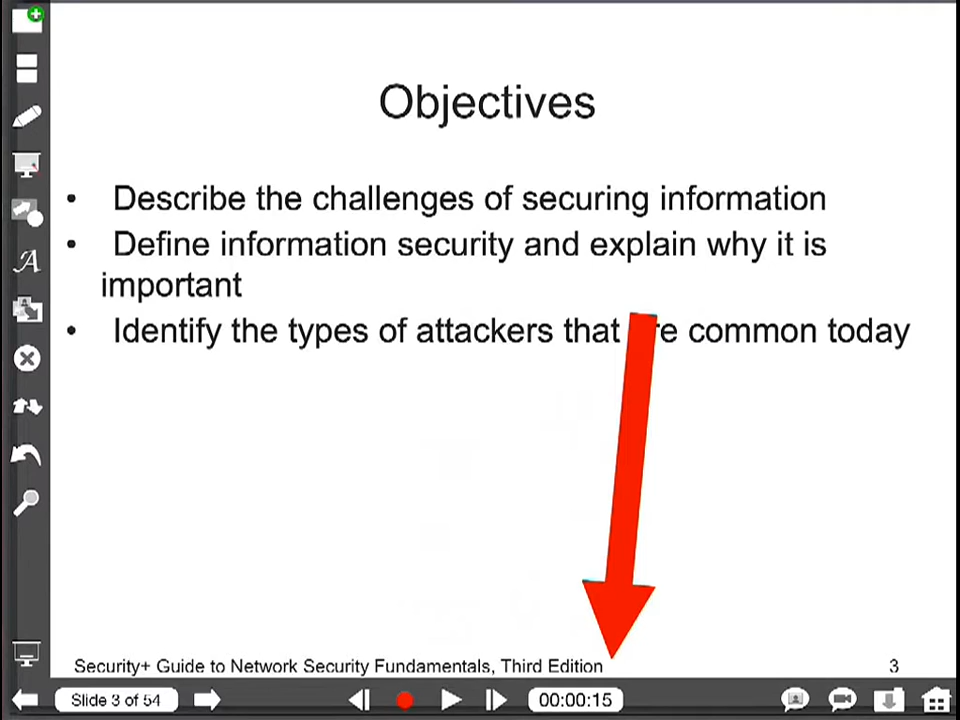 Objectives
• Describe the challenges of securing information
• Define information security and explain why it is
important
• Identify the types of attackers that re common today
Security+ Guide to Network Security Fundamentals, Third Edition
3
Slide 3 of 54
00:00:15